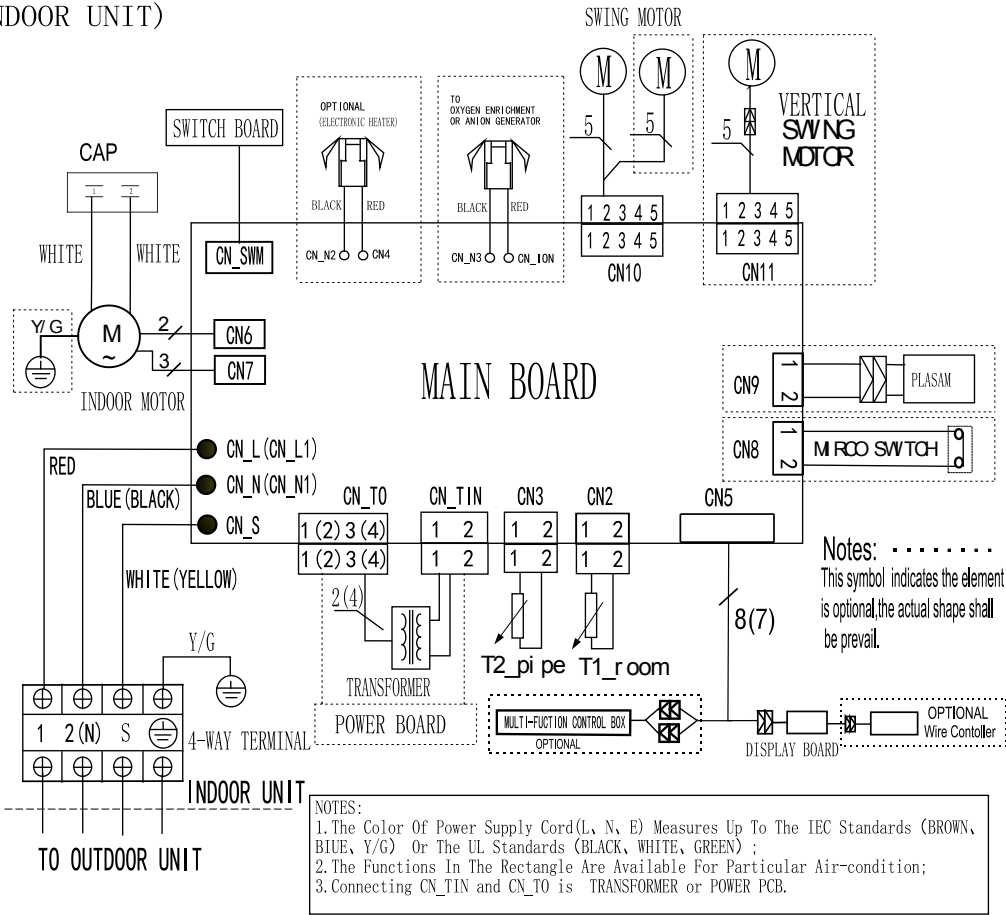 NDOOR UNIT)
SWING MOTOR
M
M
M
5
5
5
VERTICAL
SWING
MOTOR
OPTIONAL
(ELECTRONIC HEATER)
TO
OXYGEN ENRICHMENT
OR ANION GENERATOR
SWITCH BOARD
CAP
1 2
BLACK RED
BLACK RED
WHITE WHITE
CN_SWM
CN_N2 CN4
CN_N3 CN_ION
1 2 3 4 5
1 2 3 4 5
CN10
1 2 3 4 5
1 2 3 4 5
CN11
Y/G
M
~
2
3
CN6
CN7
INDOOR MOTOR
MAIN BOARD
CN9
1
2
PLASAM
CN8
1
2
MIRCO SWITCH
RED
CN_L(CN_L1)
BLUE(BLACK)
CN_N(CN_N1)
CN_S
WHITE(YELLOW)
CN_TO
1(2)3(4)
1(2)3(4)
CN_TIN
1 2
1 2
CN3
1 2
1 2
CN2
1 2
1 2
CN5
2(4)
8(7)
T2_pipe T1_room
TRANSFORMER
POWER BOARD
Notes: ········
This symbol indicates the element
is optional,the actual shape shall
be prevail.
Y/G
1 2(N) S
4-WAY TERMINAL
MULTI-FUCTION CONTROL BOX
OPTIONAL
DISPLAY BOARD
OPTIONAL
Wire Contoller
INDOOR UNIT
TO OUTDOOR UNIT
NOTES:
1.The Color Of Power Supply Cord(L、N、E) Measures Up To The IEC Standards (BROWN、
BIUE、Y/G) Or The UL Standards (BLACK、WHITE、GREEN) ;
2.The Functions In The Rectangle Are Available For Particular Air-condition;
3.Connecting CN_TIN and CN_TO is TRANSFORMER or POWER PCB.